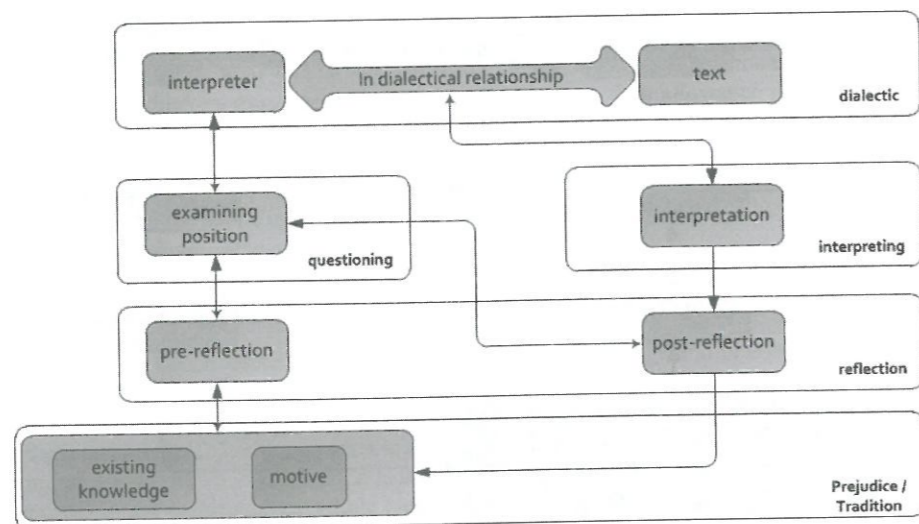 interpreter
In dialectical relationship
text
dialectic
examining
position
questioning
interpretation
interpreting
pre-reflection
post-reflection
reflection
existing
knowledge
motive
Prejudice /
Tradition